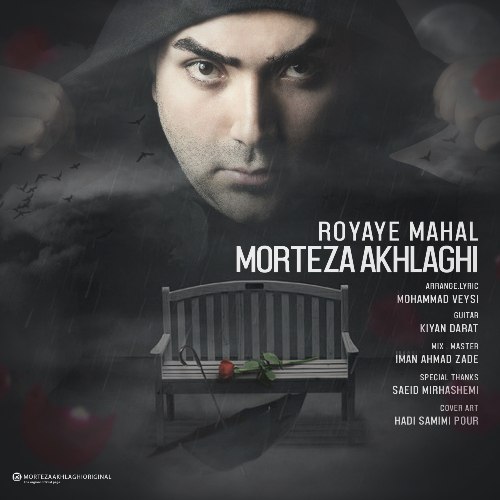 ROYAYE MAHAL
MORTEZA AKHLAGHI
ARRANGE.LYRIC
MOHAMMAD VEYSI
GUITAR
KIYAN DARAT
MIX . MASTER
IMAN AHMAD ZADE
SPECIAL THANKS
SAEID MIRHASHEMI
COVER ART
HADI SAMIMI POUR
MORTEZAAKHLAGHIORIGINAL